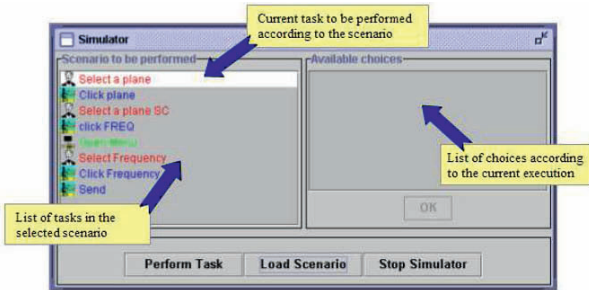 Current task to be performed
according to the scenario
Simulator
Scenario to be performed
Available choices
Select a plane
Click plane
Select a plane SC
click FREQ
Open Menu
Select Frequency
Click Frequency
Send
List of choices according
to the current execution
List of tasks in the
selected scenario
OK
Perform Task
Load Scenario
Stop Simulator